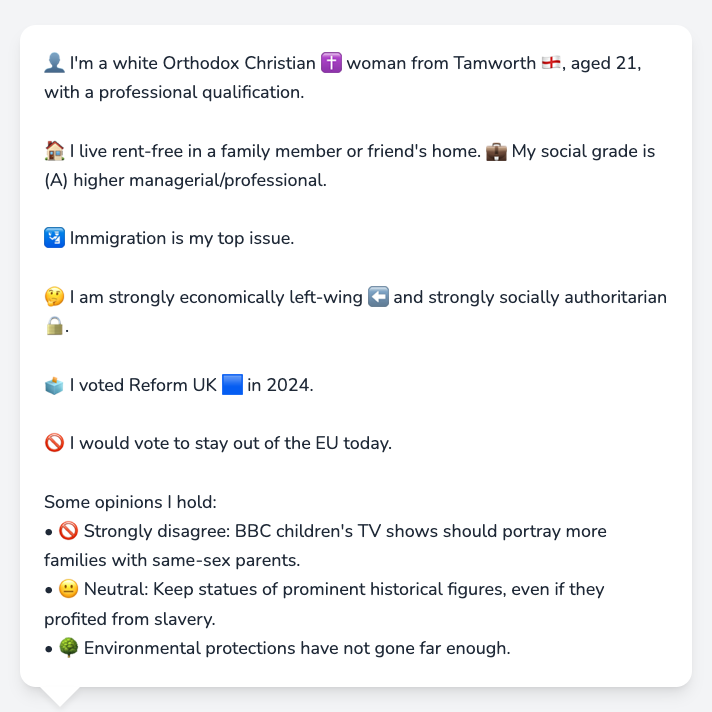 👤 I'm a white Orthodox Christian ✝️ woman from Tamworth 🏴󠁧󠁢󠁥󠁮󠁧󠁿, aged 21,
with a professional qualification.
🏠 I live rent-free in a family member or friend's home. 💼 My social grade is
(A) higher managerial/professional.
🛂 Immigration is my top issue.
🤔 I am strongly economically left-wing ⬅️ and strongly socially authoritarian
🔒.
🗳️ I voted Reform UK 🟦 in 2024.
🚫 I would vote to stay out of the EU today.
Some opinions I hold:
• 🚫 Strongly disagree: BBC children's TV shows should portray more
families with same-sex parents.
• 😐 Neutral: Keep statues of prominent historical figures, even if they
profited from slavery.
• 🌳 Environmental protections have not gone far enough.